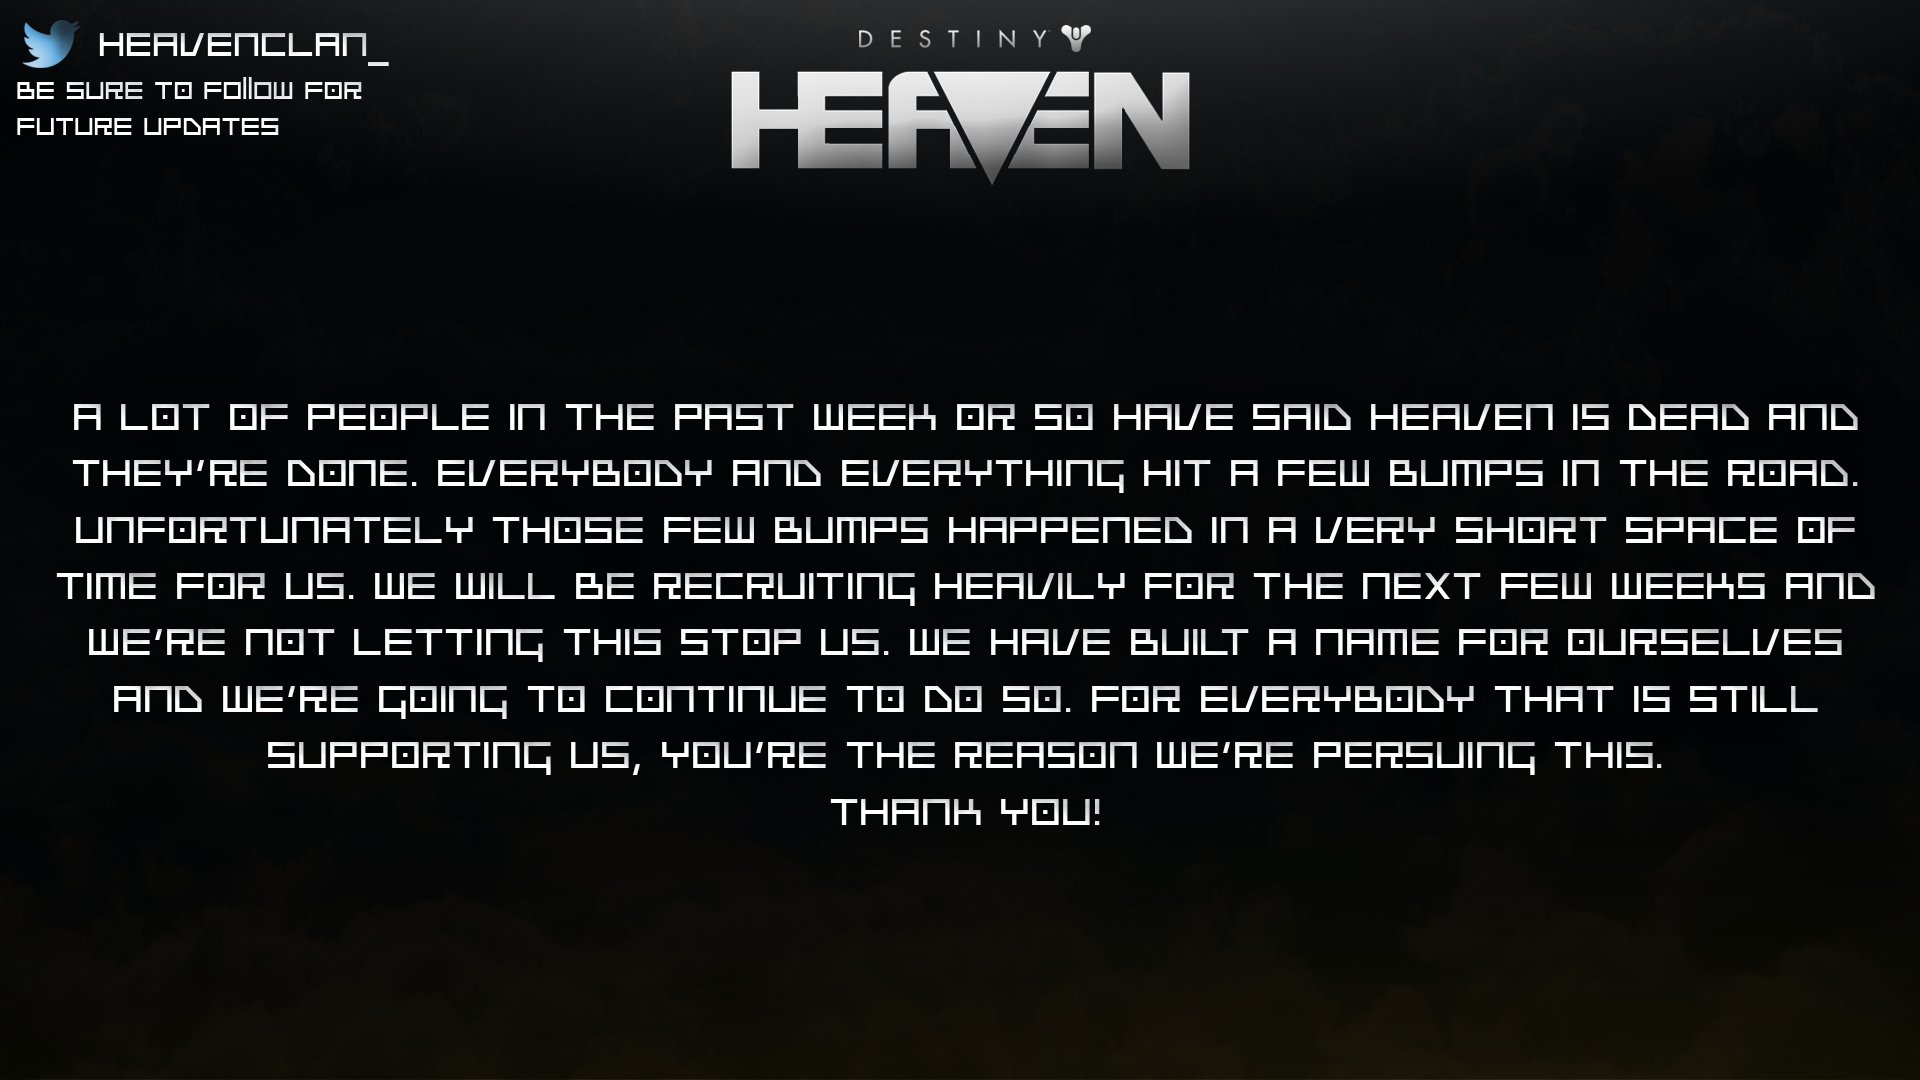 HEAVENCLAN_
BE SURE TO FOllOW FOR
FUTURE UPDATES
DESTINY
HEAVEN
A LOT OF PEOPLE IN THE PAST WEEK OR SO HAVE SAID HEAVEN IS DEAD AND
THEY'RE DONE. EVERYBODY AND EVERYTHING HIT A FEW BUMPS IN THE ROAD.
UNFORTUNATELY THOSE FEW BUMPS HAPPENED IN A VERY SHORT SPACE OF
TIME FOR US. WE WILL BE RECRUITING HEAVILY FOR THE NEXT FEW WEEKS AND
WE'RE NOT LETTING THIS STOP US. WE HAVE BUILT A NAME FOR OURSELVES
AND WE'RE GOING TO CONTINUE TO DO SO. FOR EVERYBODY THAT IS STILL
SUPPORTING US, YOU'RE THE REASON WE'RE PERSUING THIS.
THANK YOU!